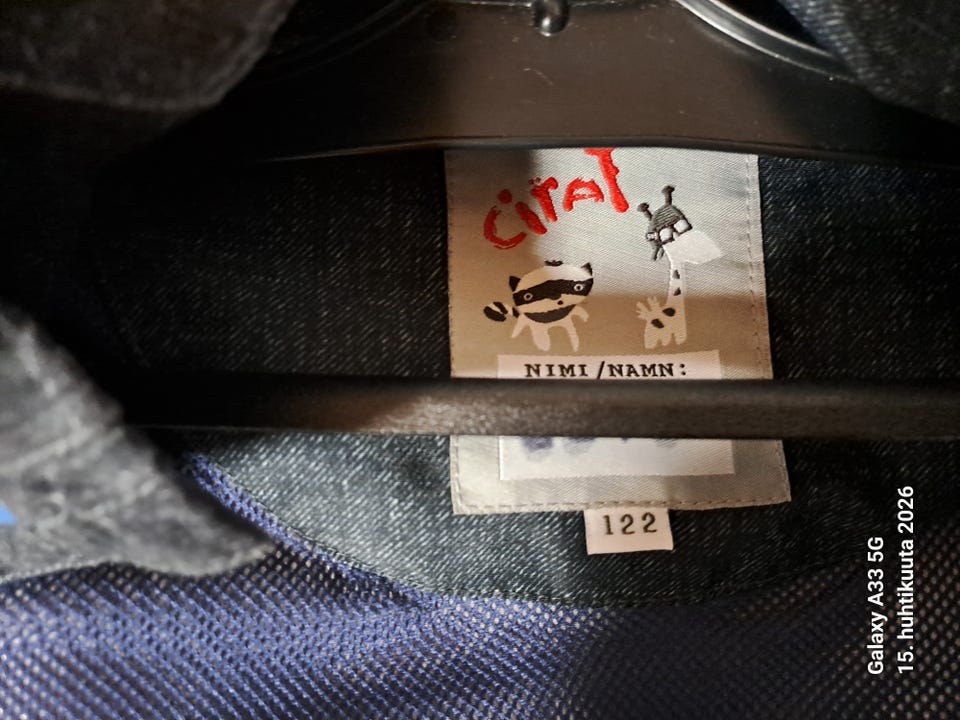 CiraT
NIMI/NAMN:
122
Galaxy A33 5G
15. huhtikuuta 2026